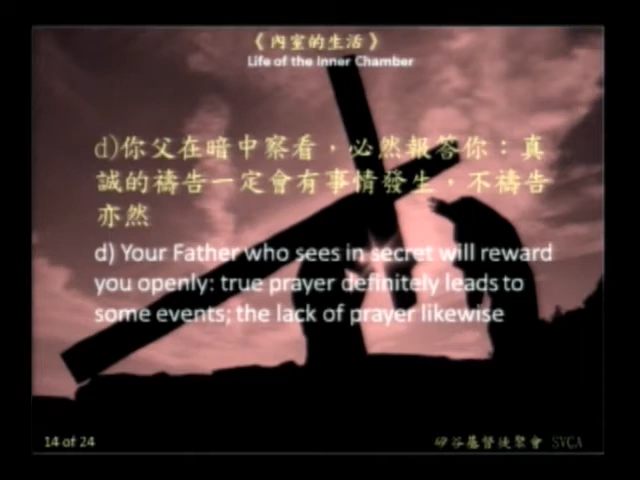 《內室的生活》
Life of the Inner Chamber
d)你父在暗中察看，必然報答你：真
誠的禱告一定會有事情發生，不禱告
亦然
d) Your Father who sees in secret will reward
you openly: true prayer definitely leads to
some events; the lack of prayer likewise
14 of 24
矽谷基督徒聚會 SVCA